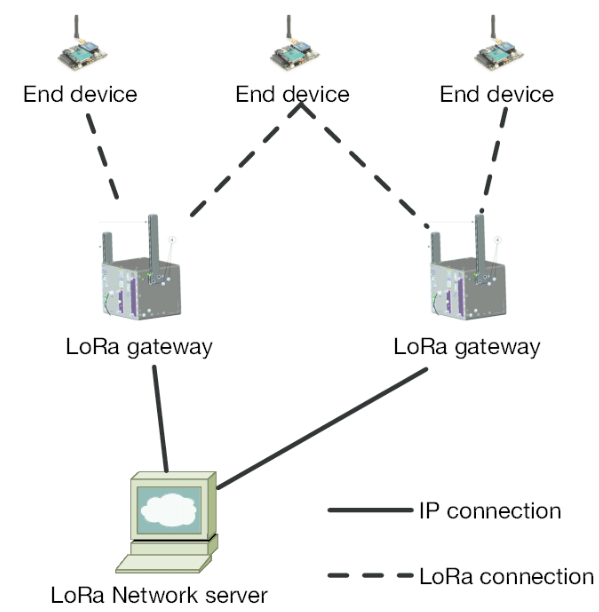 End device
End device
End device
LoRa gateway
LoRa gateway
IP connection
LoRa connection
LoRa Network server